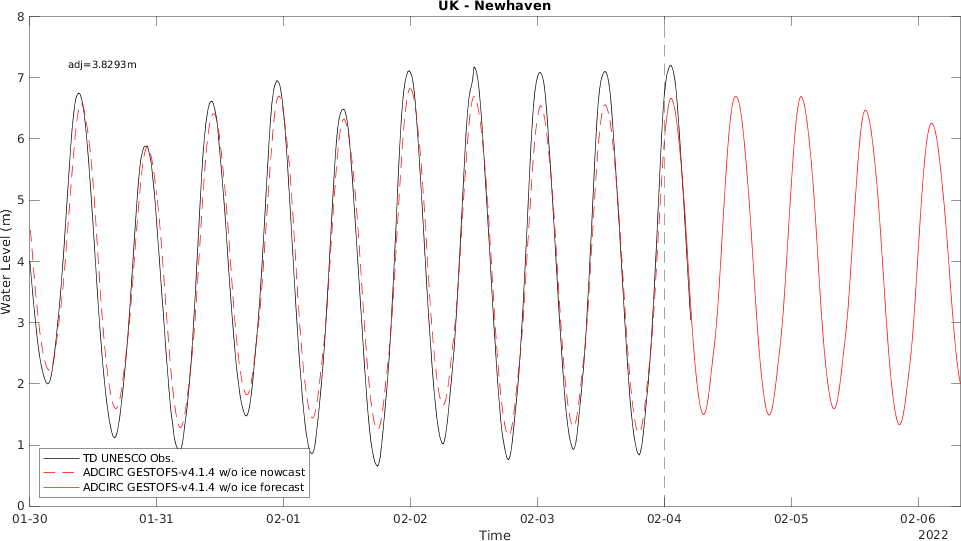 UK - Newhaven
8
adj=3.8293m
7
6
5
4
3
2
1
0
Water Level (m)
TD UNESCO Obs.
ADCIRC GESTOFS-v4.1.4 w/o ice nowcast
ADCIRC GESTOFS-v4.1.4 w/o ice forecast
01-30 01-31 02-01 02-02 02-03 02-04 02-05 02-06
Time
2022